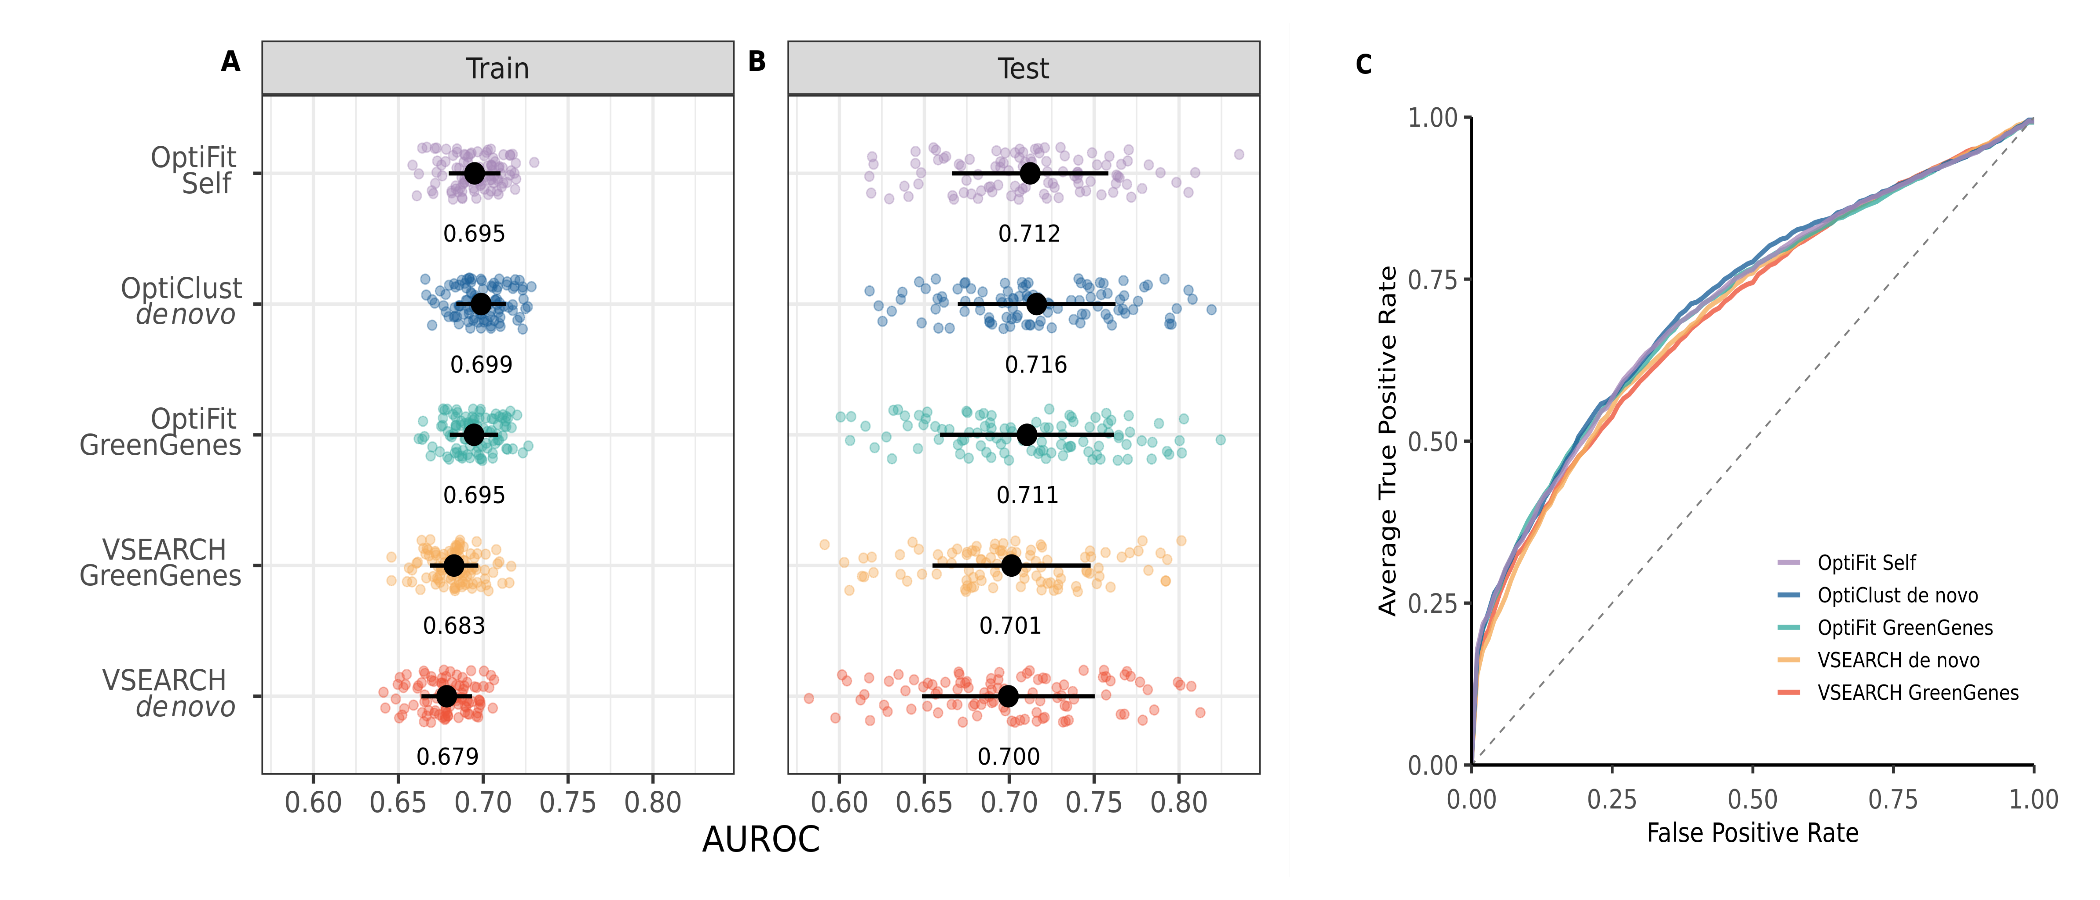 A
Train
B
Test
C
OptiFit
Self
OptiClust
de novo
OptiFit
GreenGenes
VSEARCH
GreenGenes
VSEARCH
de novo
0.695
0.699
0.695
0.683
0.679
0.712
0.716
0.711
0.701
0.700
0.60 0.65 0.70 0.75 0.80
0.60 0.65 0.70 0.75 0.80
AUROC
Average True Positive Rate
1.00
0.75
0.50
0.25
0.00
OptiFit Self
OptiClust de novo
OptiFit GreenGenes
VSEARCH de novo
VSEARCH GreenGenes
0.00 0.25 0.50 0.75 1.00
False Positive Rate